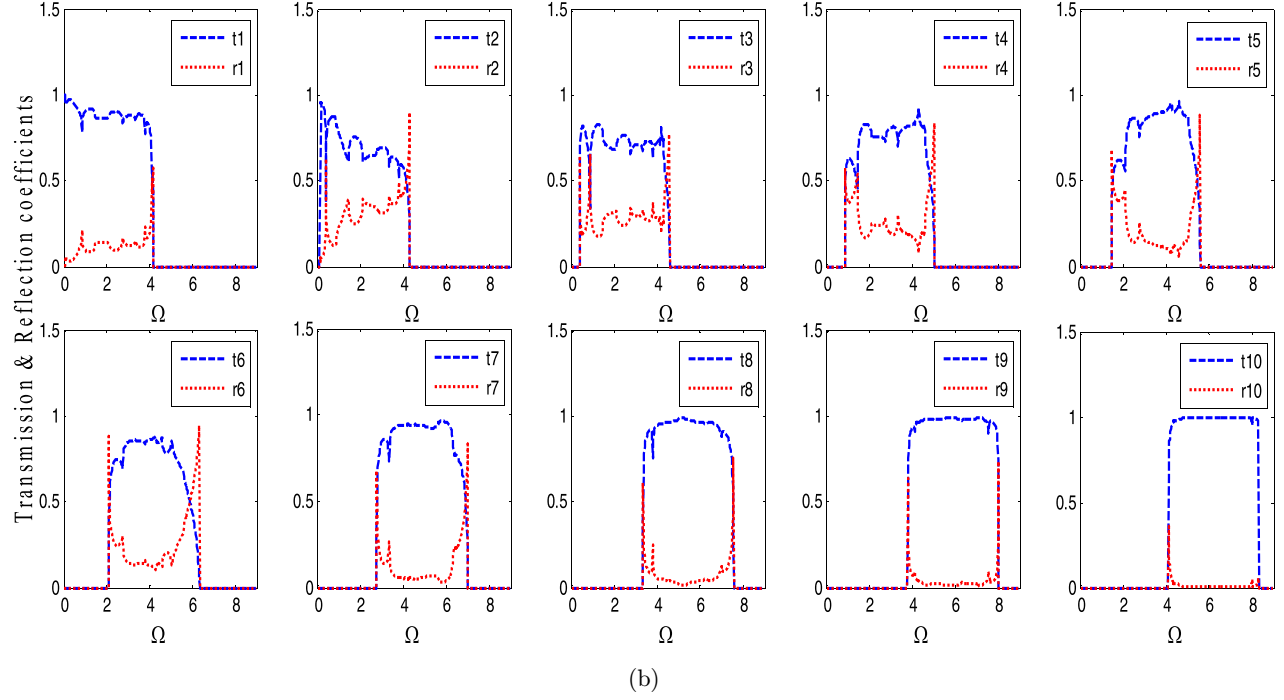 Transmission & Reflection coefficients
1.5 1.5 1.5 1.5 1.5
t1 t2 t3 t4 t5
r1 r2 r3 r4 r5
1 1 1 1 1
0.5 0.5 0.5 0.5 0.5
0 0 0 0 0
0 2 4 6 8 0 2 4 6 8 0 2 4 6 8 0 2 4 6 8 0 2 4 6 8
Ω Ω Ω Ω Ω
1.5 1.5 1.5 1.5 1.5
t6 t7 t8 t9 t10
r6 r7 r8 r9 r10
1 1 1 1 1
0.5 0.5 0.5 0.5 0.5
0 0 0 0 0
0 2 4 6 8 0 2 4 6 8 0 2 4 6 8 0 2 4 6 8 0 2 4 6 8
Ω Ω Ω Ω Ω
(b)